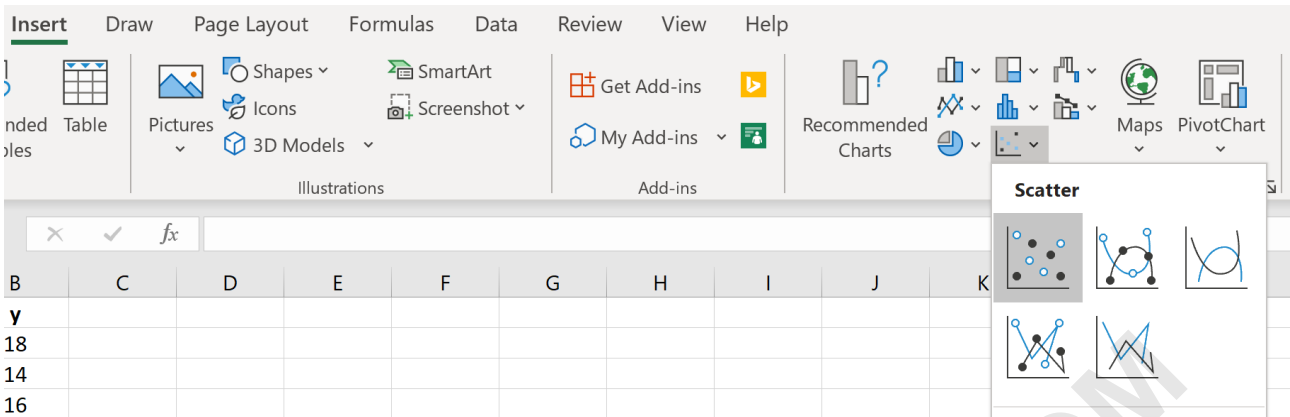 Insert Draw Page Layout Formulas Data Review View Help
nded
Table
Pictures
Shapes
Icons
3D Models
SmartArt
Screenshot
Illustrations
Get Add-ins
My Add-ins
Add-ins
Recommended
Charts
Maps
PivotChart
Scatter
fx
B C D E F G H I J K
y
18
14
16